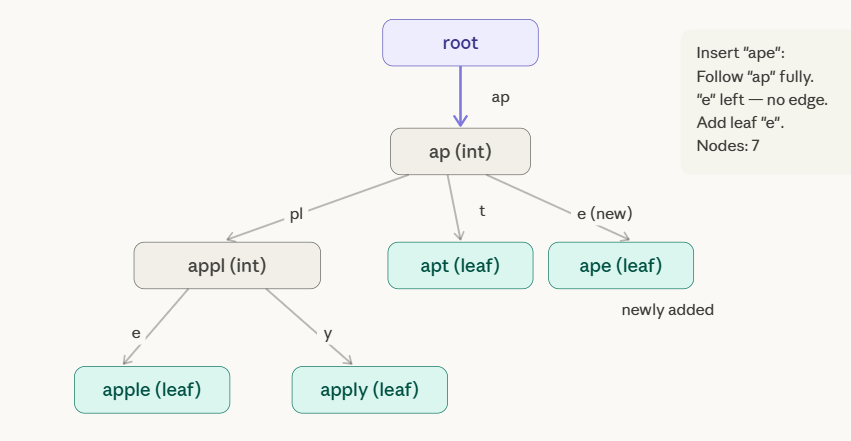 root
Insert "ape":
Follow "ap" fully.
"e" left — no edge.
Add leaf "e".
Nodes: 7
ap
ap (int)
pl
t
e (new)
appl (int)
apt (leaf)
ape (leaf)
newly added
e
y
apple (leaf)
apply (leaf)